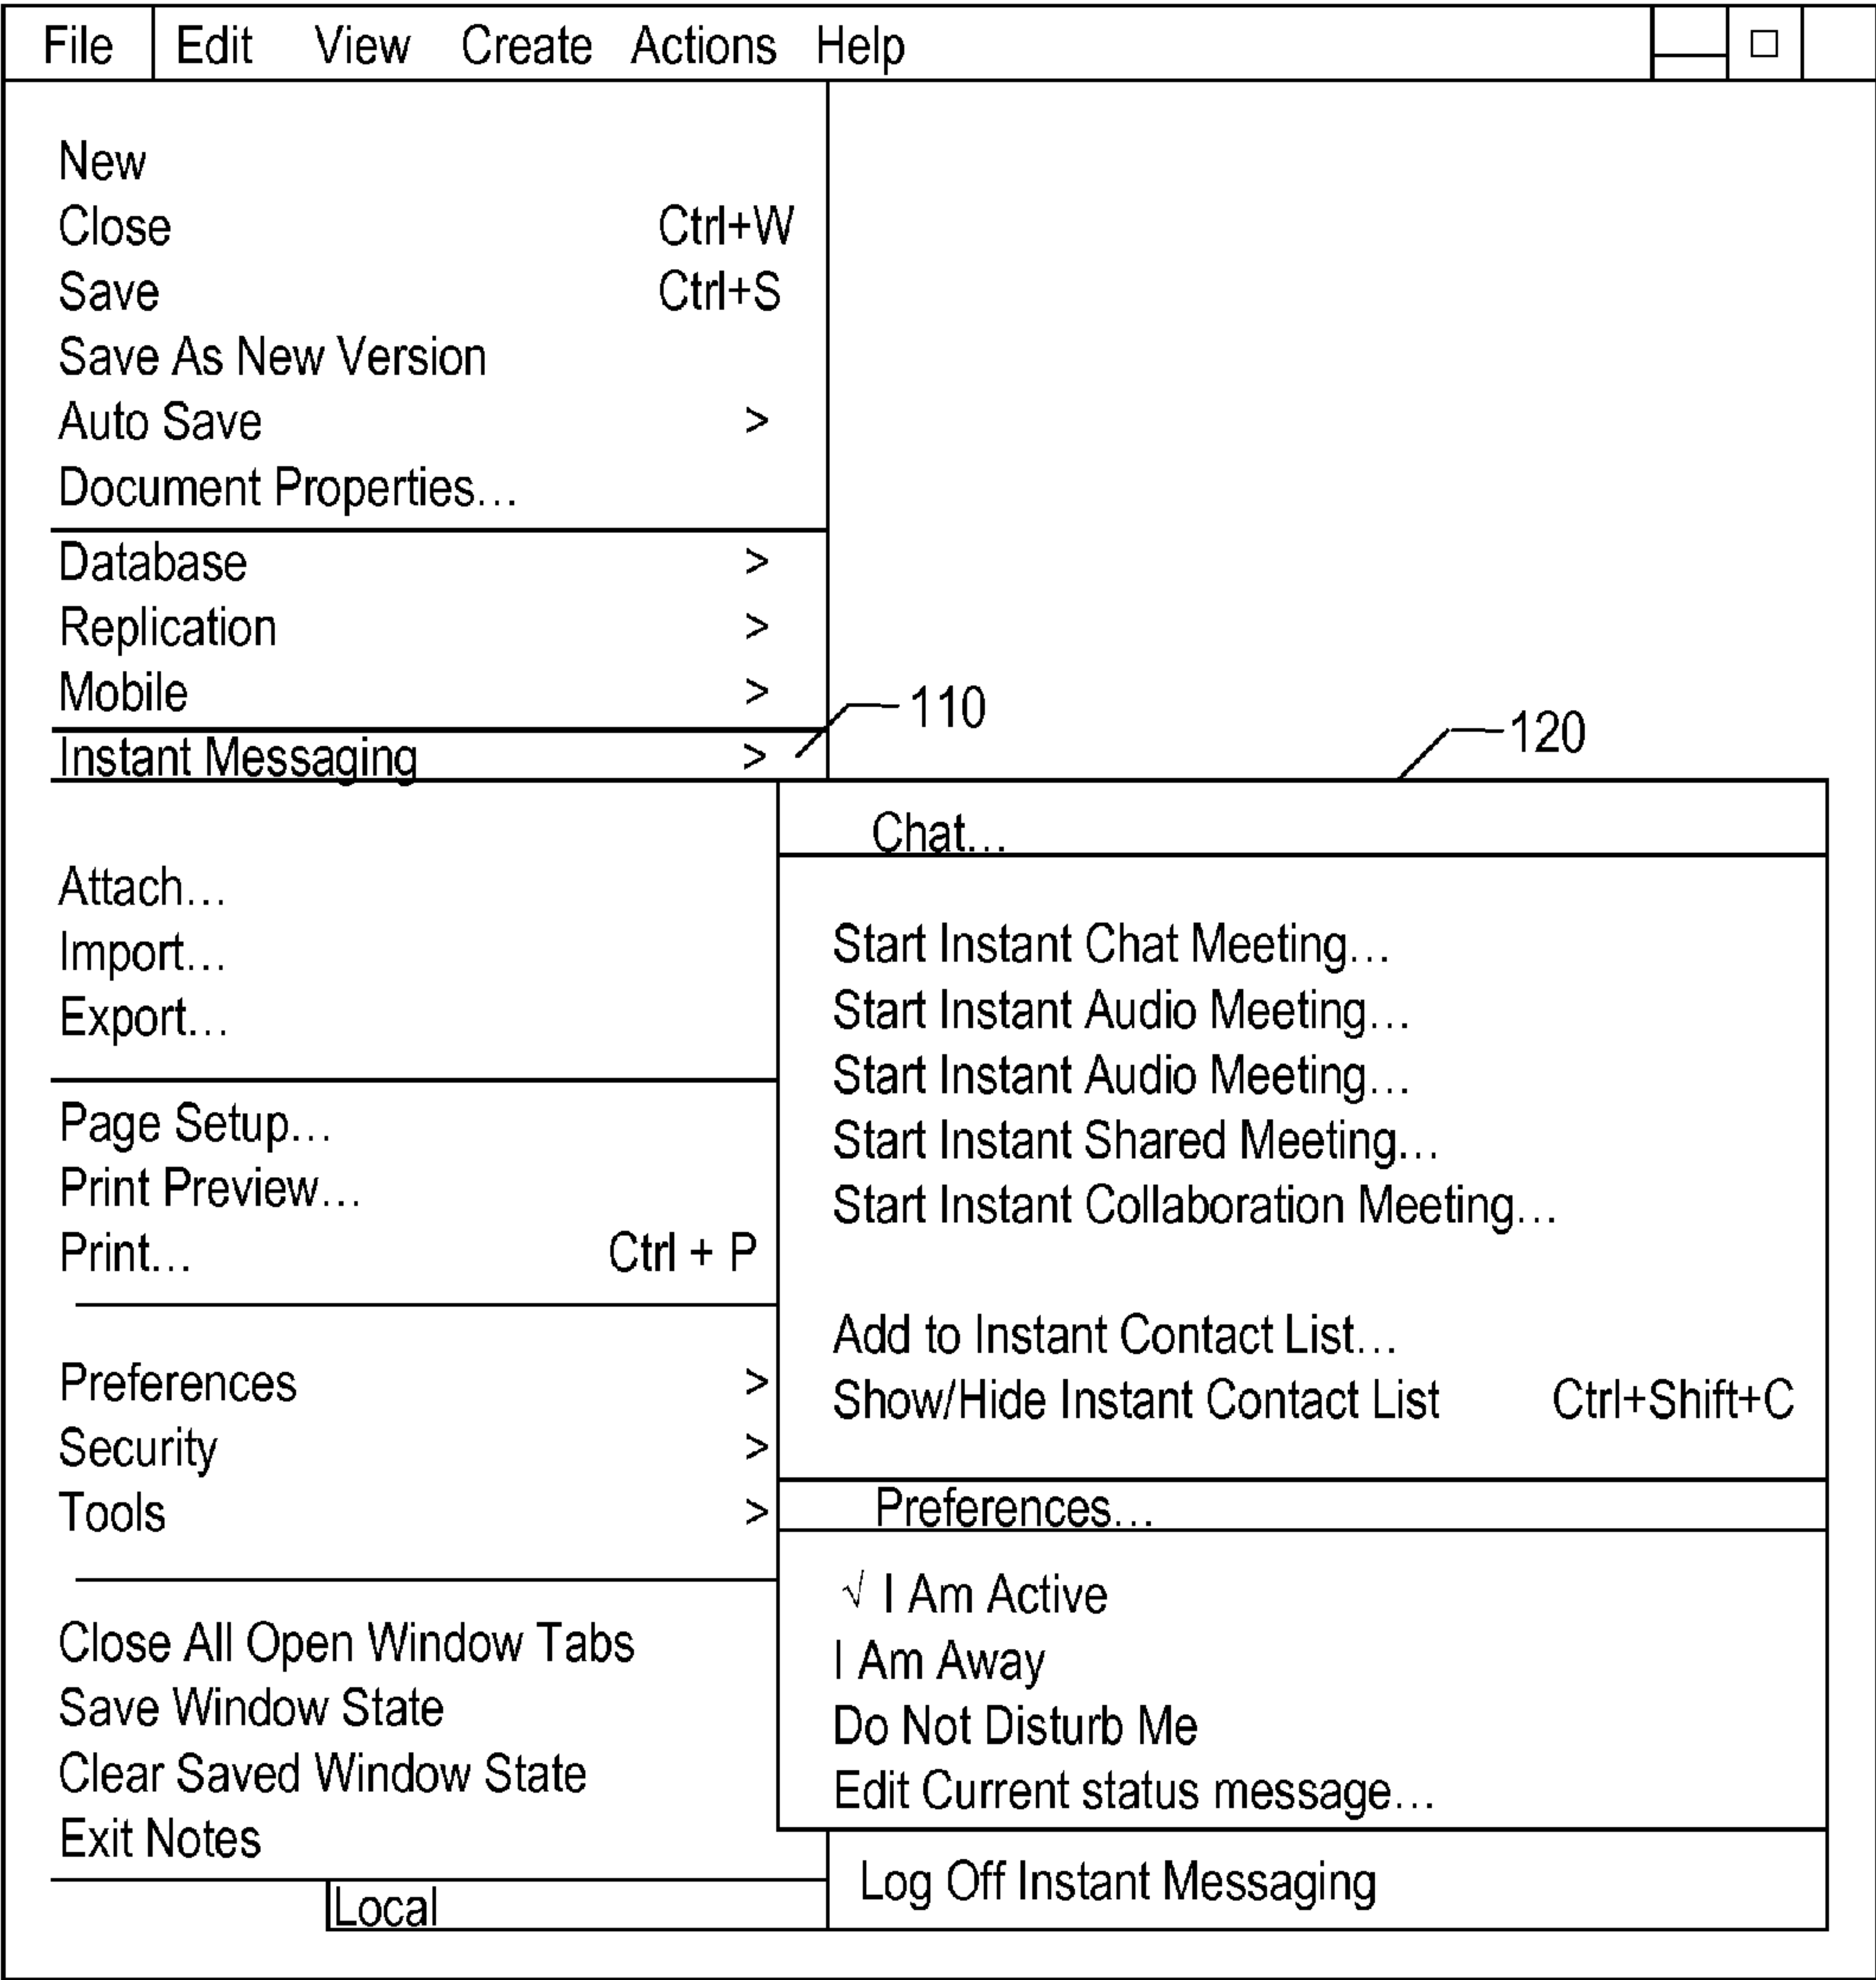 File Edit View Create Actions Help
New
Close Ctrl+W
Save Ctrl+S
Save As New Version
Auto Save >
Document Properties...
Database >
Replication >
Mobile >
Instant Messaging >
110
120
Attach...
Import...
Export...
Page Setup...
Print Preview...
Print... Ctrl + P
Preferences >
Security >
Tools >
Close All Open Window Tabs
Save Window State
Clear Saved Window State
Exit Notes
Local
Chat...
Start Instant Chat Meeting...
Start Instant Audio Meeting...
Start Instant Audio Meeting...
Start Instant Shared Meeting...
Start Instant Collaboration Meeting...
Add to Instant Contact List...
Show/Hide Instant Contact List Ctrl+Shift+C
Preferences...
√ I Am Active
I Am Away
Do Not Disturb Me
Edit Current status message...
Log Off Instant Messaging